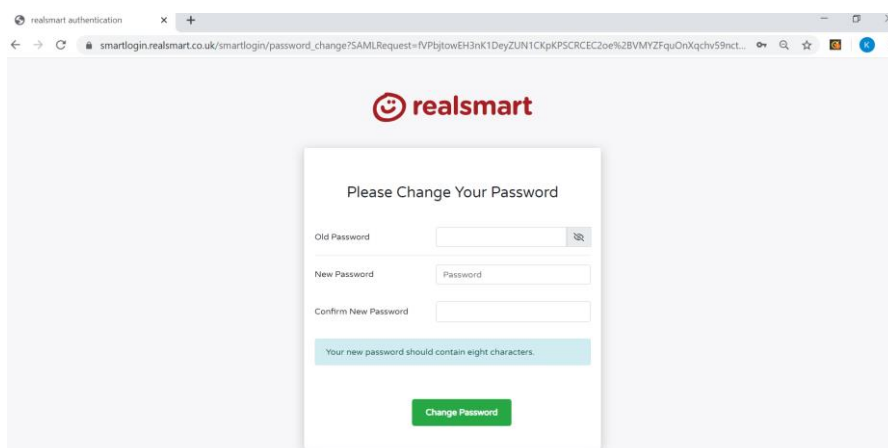 realsmart authentication
smartlogin.realsmart.co.uk/smartlogin/password_change?SAMLRequest=fVPbjtowEH3nK1DeyZUN1CKpKPSCRCEC2oe%2BVMYZFquOnXqchv59nct...
K
realsmart
Please Change Your Password
Old Password
New Password Password
Confirm New Password
Your new password should contain eight characters.
Change Password